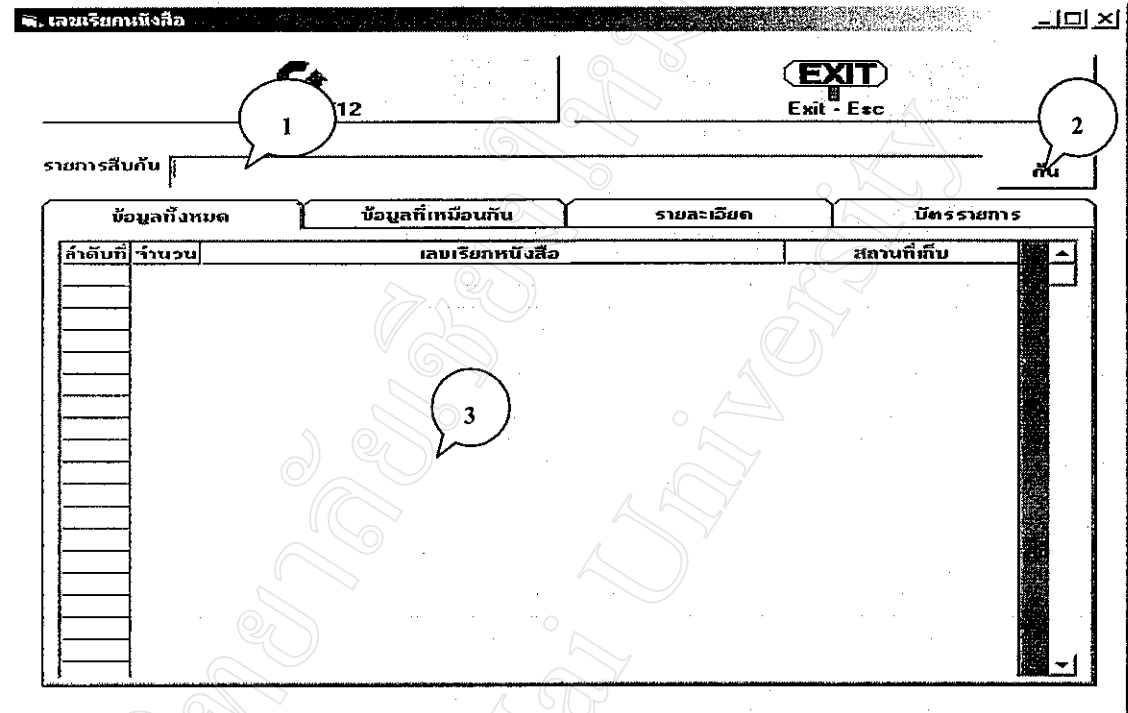 เลขเรียกหนังสือ
12
EXIT
Exit - Esc
1
2
รายการสืบค้น
ค้น
ข้อมูลทั้งหมด ข้อมูลที่เหมือนกัน รายละเอียด บัตรรายการ
ลำดับที่ จำนวน เลขเรียกหนังสือ สถานที่เก็บ
3
University